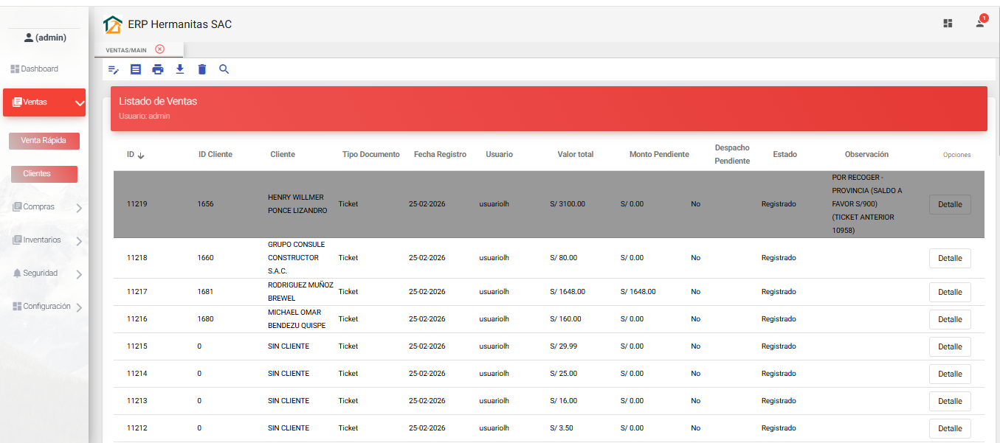 ERP Hermanitas SAC
1
(admin)
VENTAS/MAIN
Dashboard
Ventas
Venta Rápida
Clientes
Compras
Inventarios
Seguridad
Configuración
Listado de Ventas
Usuario: admin
ID ID Cliente Cliente Tipo Documento Fecha Registro Usuario Valor total Monto Pendiente Despacho Pendiente Estado Observación Opciones
11219 1656 HENRY WILLMER PONCE LIZANDRO Ticket 25-02-2026 usuariolh S/ 3100.00 S/ 0.00 No Registrado POR RECOGER - PROVINCIA (SALDO A FAVOR S/900) (TICKET ANTERIOR 10958) Detalle
11218 1660 GRUPO CONSULE CONSTRUCTOR S.A.C. Ticket 25-02-2026 usuariolh S/ 80.00 S/ 0.00 No Registrado Detalle
11217 1681 RODRIGUEZ MUÑOZ BREWEL Ticket 25-02-2026 usuariolh S/ 1648.00 S/ 1648.00 No Registrado Detalle
11216 1680 MICHAEL OMAR BENDEZU QUISPE Ticket 25-02-2026 usuariolh S/ 160.00 S/ 0.00 No Registrado Detalle
11215 0 SIN CLIENTE Ticket 25-02-2026 usuariolh S/ 29.99 S/ 0.00 No Registrado Detalle
11214 0 SIN CLIENTE Ticket 25-02-2026 usuariolh S/ 25.00 S/ 0.00 No Registrado Detalle
11213 0 SIN CLIENTE Ticket 25-02-2026 usuariolh S/ 16.00 S/ 0.00 No Registrado Detalle
11212 0 SIN CLIENTE Ticket 25-02-2026 usuariolh S/ 3.50 S/ 0.00 No Registrado Detalle